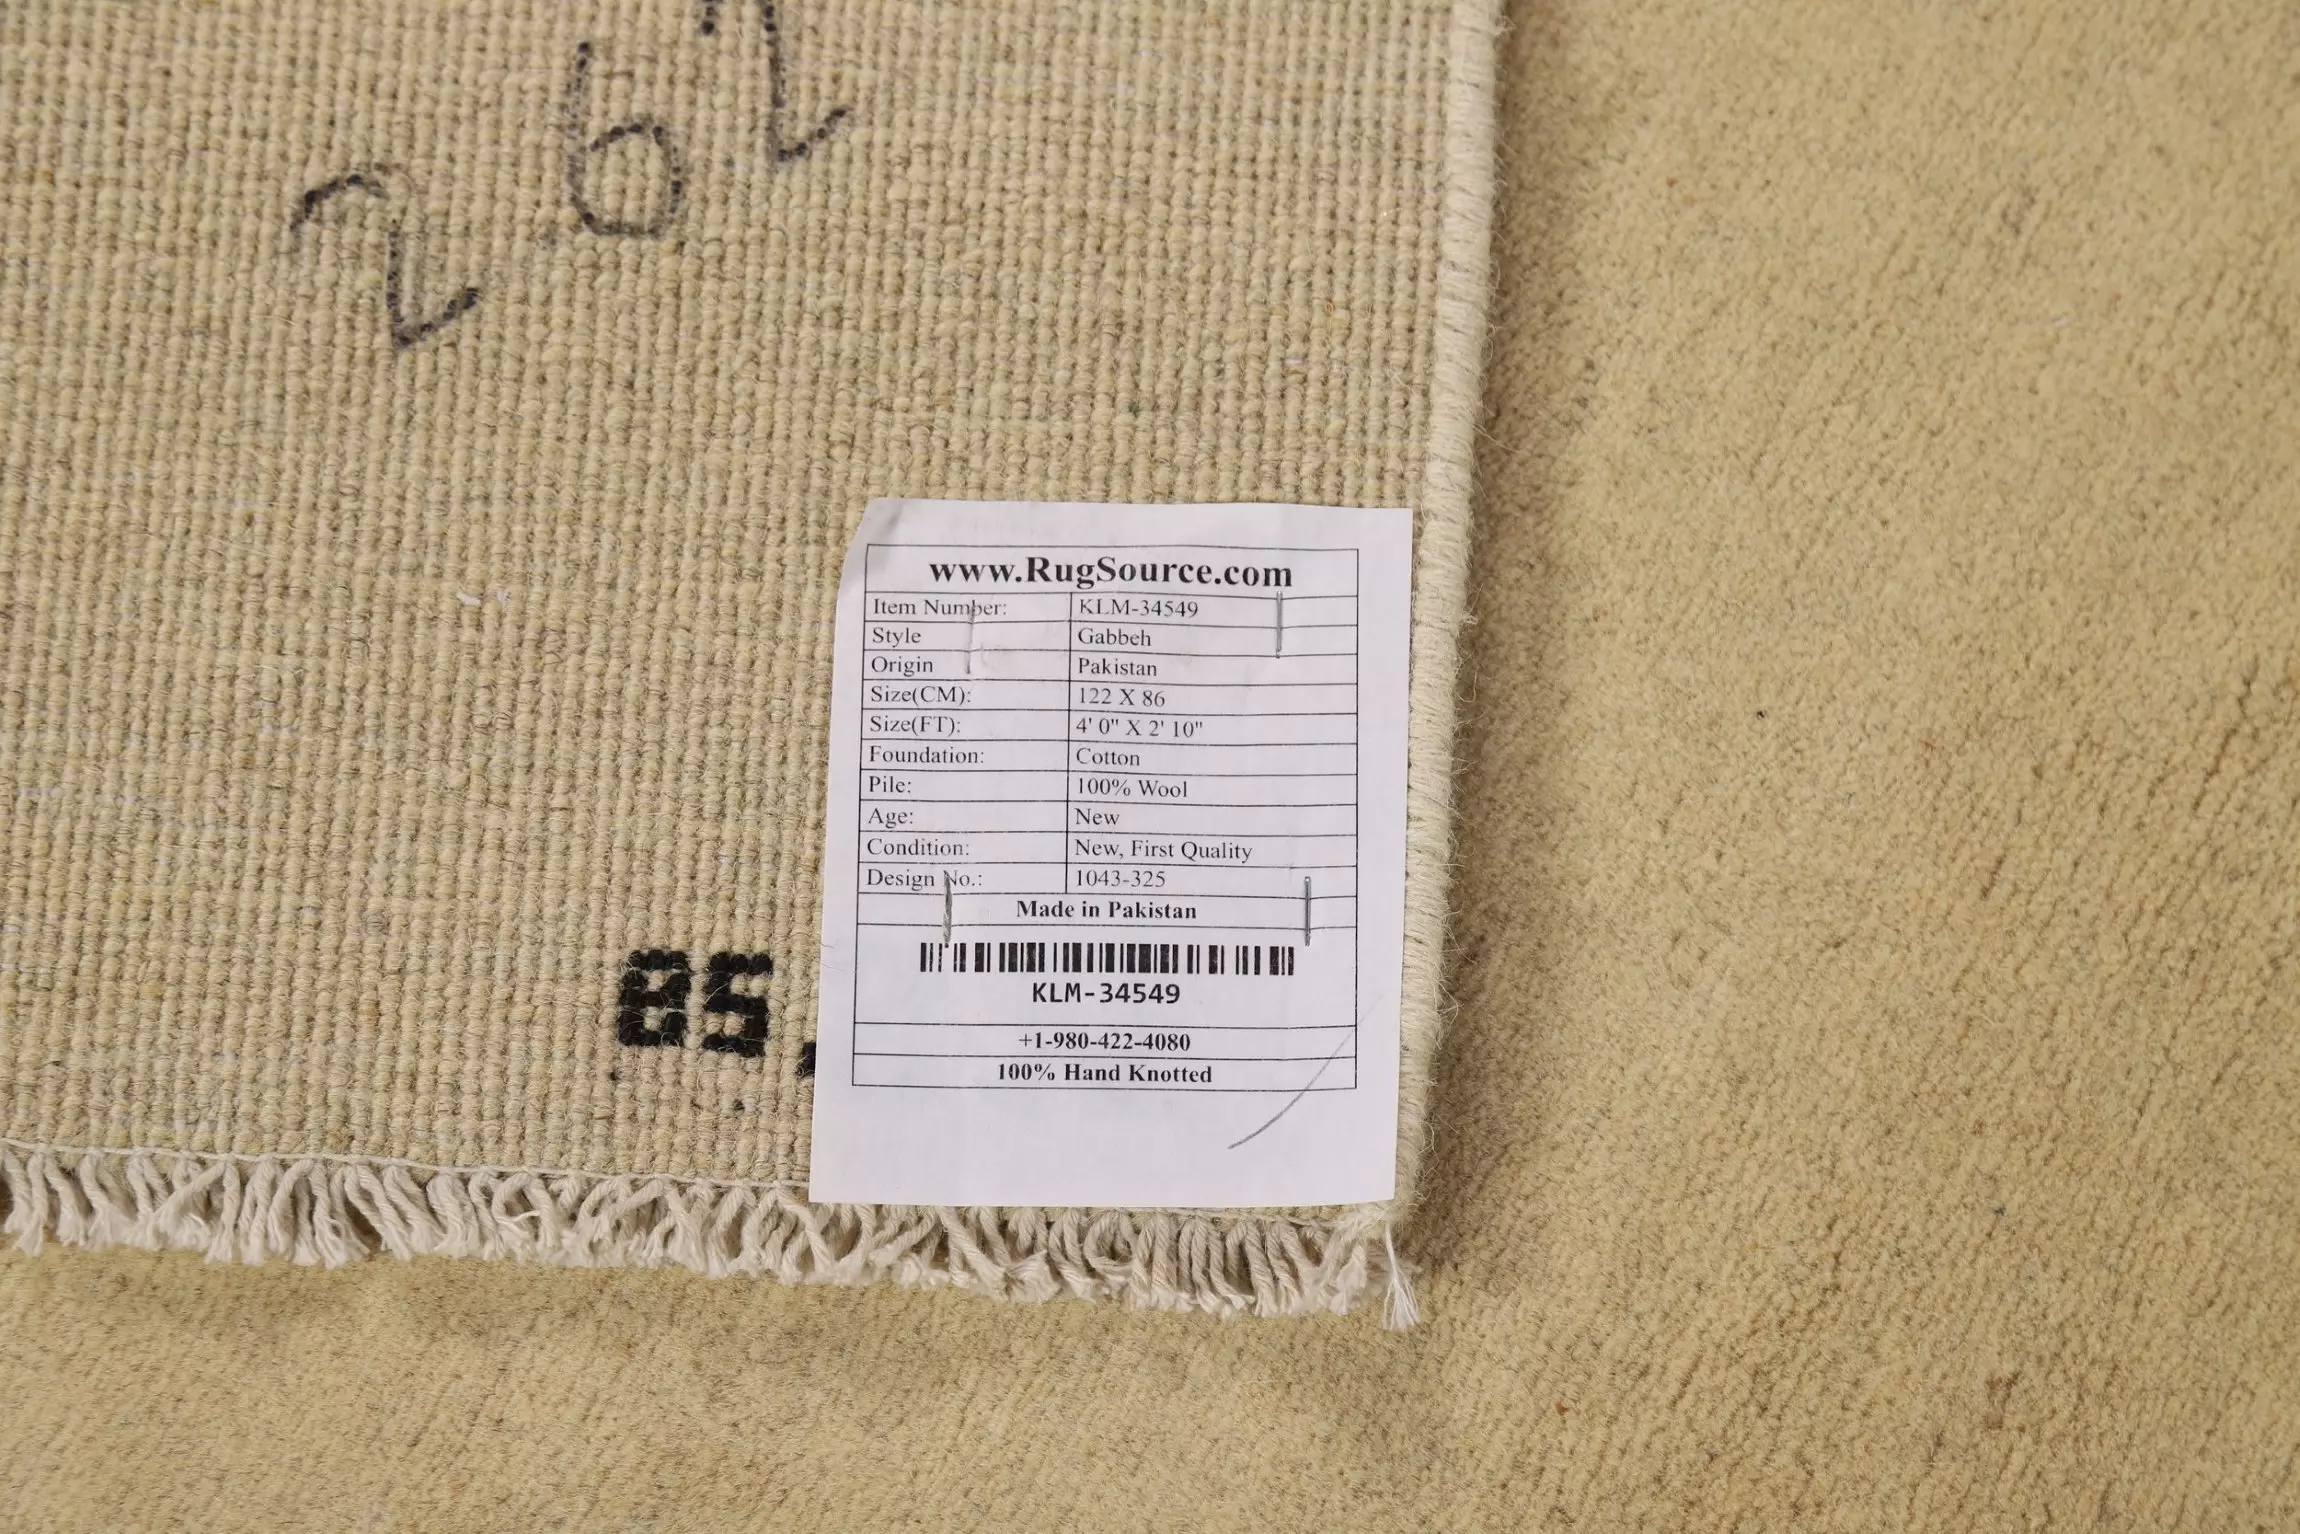 262
www.RugSource.com
Item Number: KLM-34549
Style Gabbeh
Origin Pakistan
Size(CM): 122 X 86
Size(FT): 4' 0" X 2' 10"
Foundation: Cotton
Pile: 100% Wool
Age: New
Condition: New, First Quality
Design No.: 1043-325
Made in Pakistan
KLM-34549
+1-980-422-4080
100% Hand Knotted